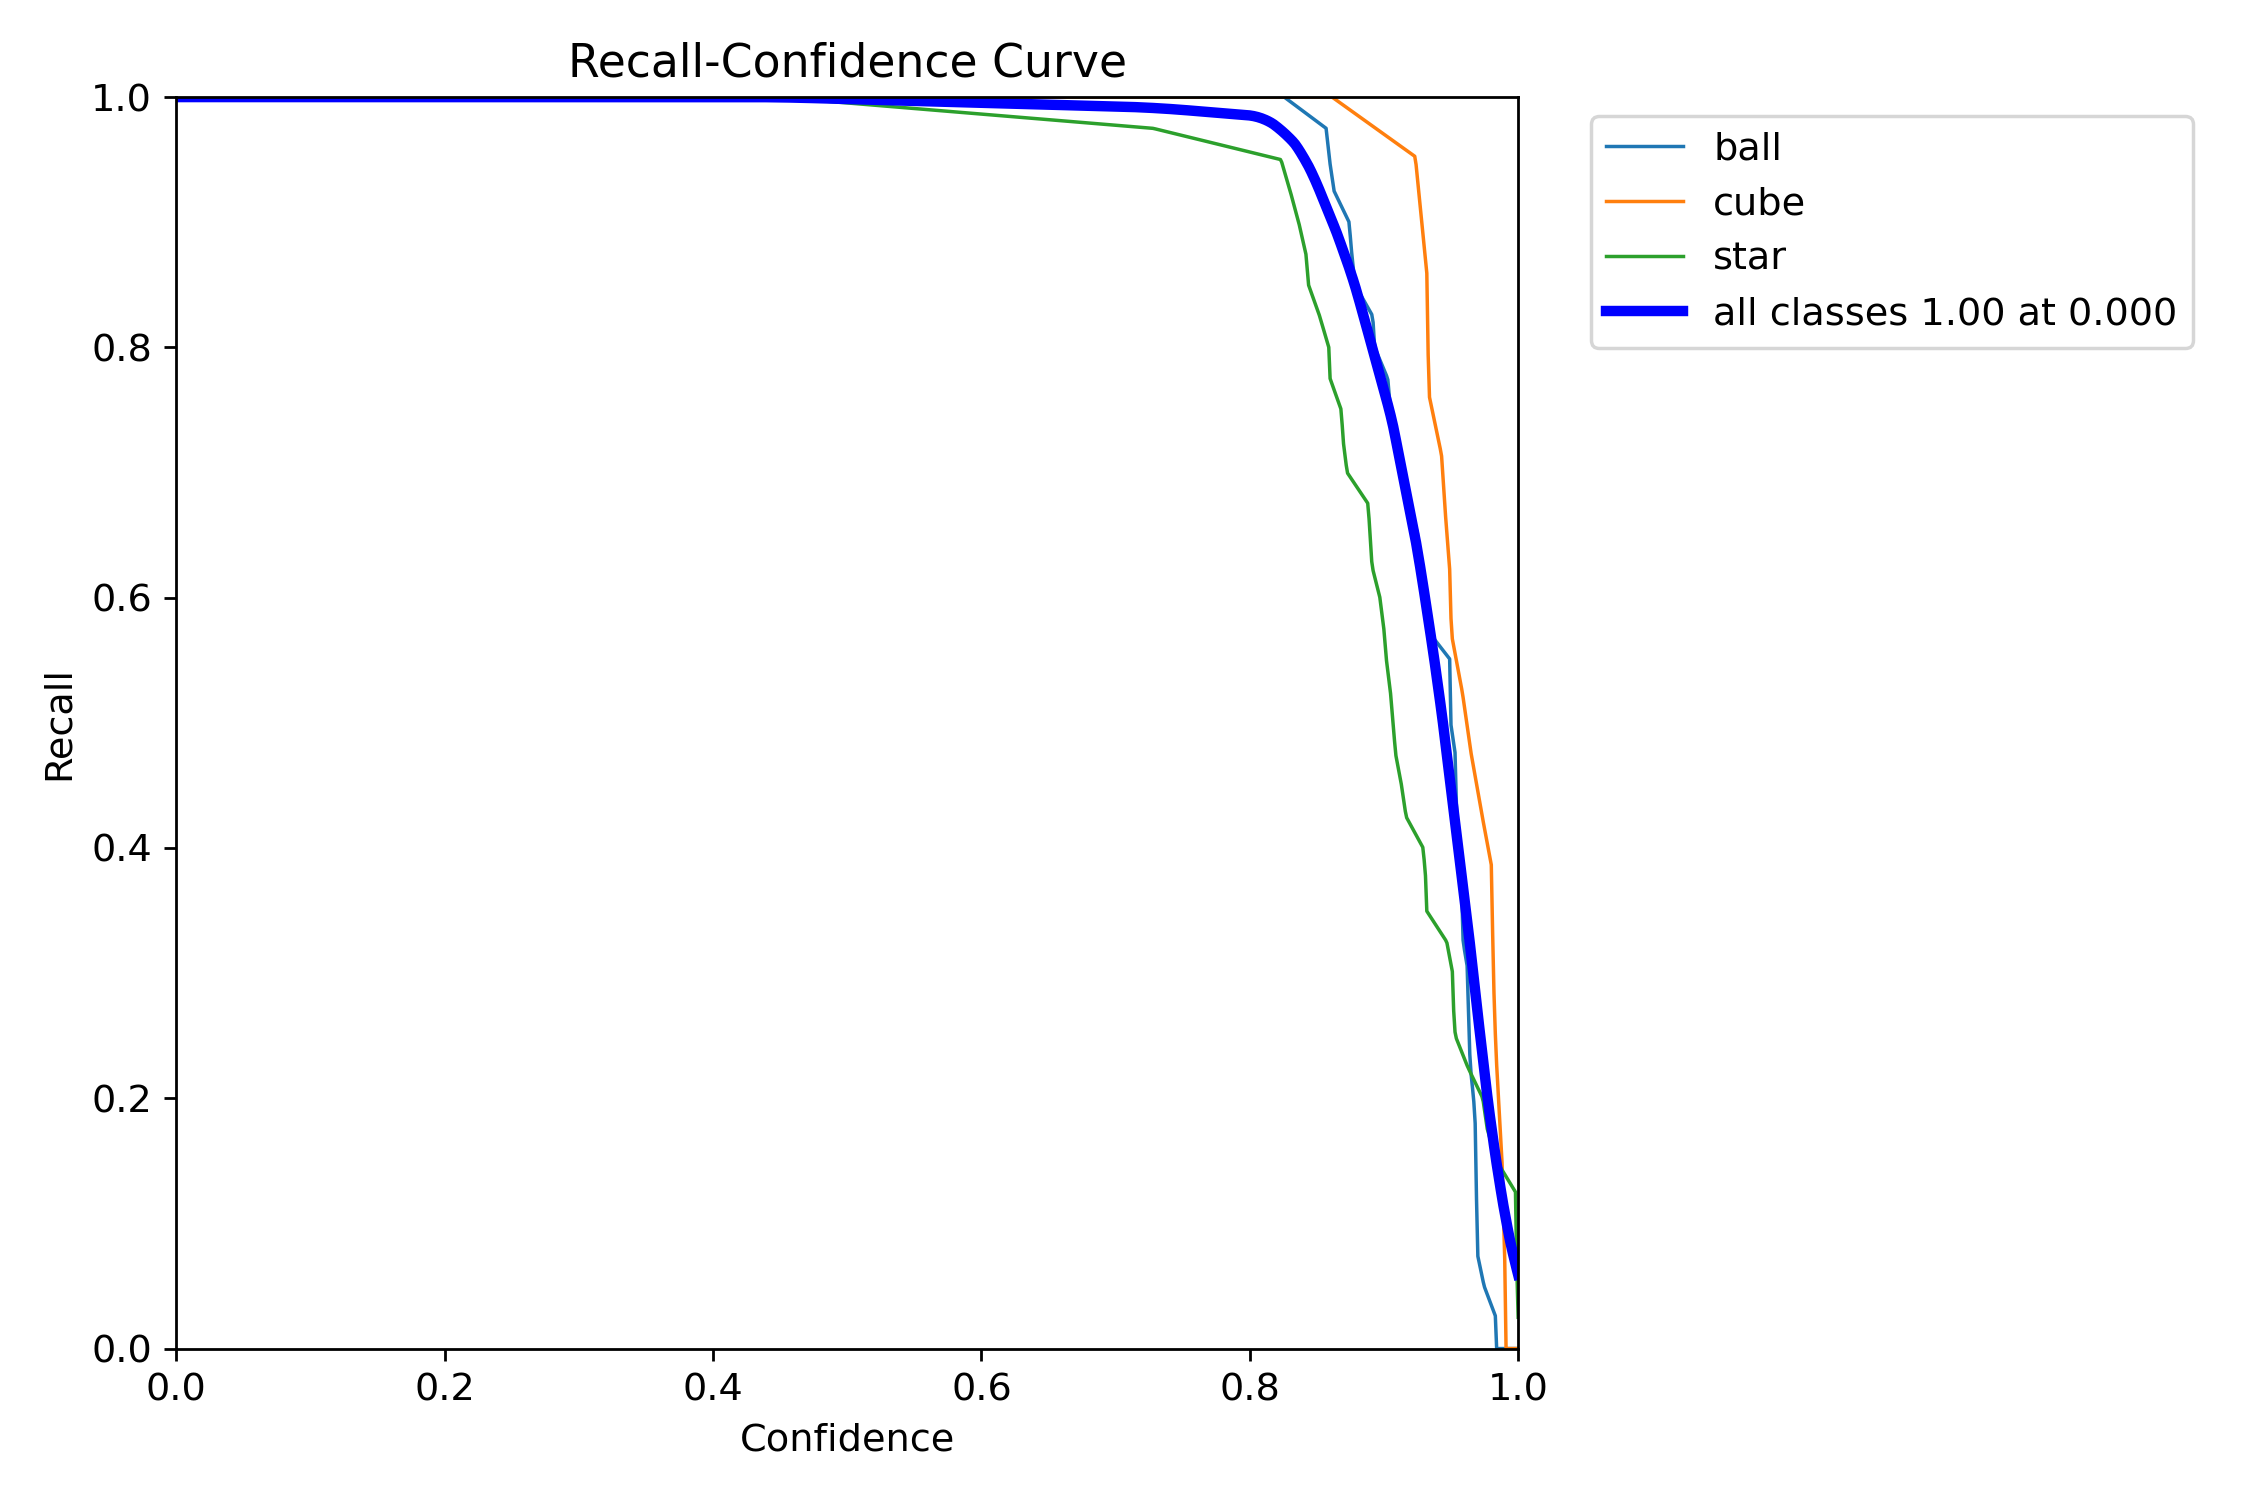 Recall-Confidence Curve
1.0
0.8
0.6
0.4
0.2
0.0
Recall
0.0 0.2 0.4 0.6 0.8 1.0
Confidence
ball
cube
star
all classes 1.00 at 0.000